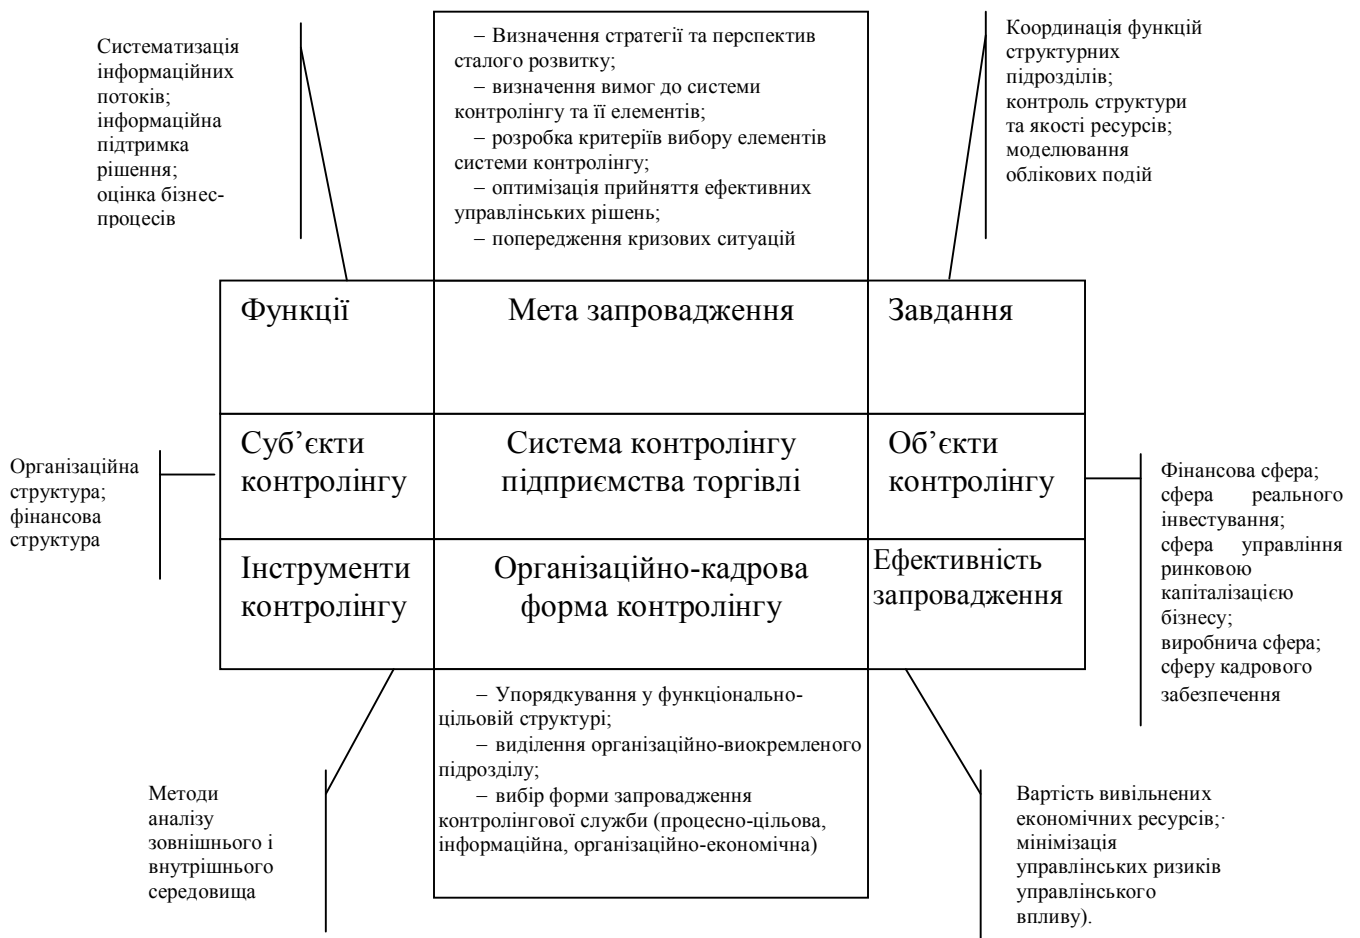 Систематизація
інформаційних
потоків;
інформаційна
підтримка
рішення;
оцінка бізнес-
процесів
– Визначення стратегії та перспектив
сталого розвитку;
– визначення вимог до системи
контролінгу та її елементів;
– розробка критеріїв вибору елементів
системи контролінгу;
– оптимізація прийняття ефективних
управлінських рішень;
– попередження кризових ситуацій
Координація функцій
структурних
підрозділів;
контроль структури
та якості ресурсів;
моделювання
облікових подій
Функції
Мета запровадження
Завдання
Організаційна
структура;
фінансова
структура
Суб’єкти
контролінгу
Система контролінгу
підприємства торгівлі
Об’єкти
контролінгу
Фінансова сфера;
сфера реального
інвестування;
сфера управління
ринковою
капіталізацією
бізнесу;
виробнича сфера;
сферу кадрового
забезпечення
Інструменти
контролінгу
Організаційно-кадрова
форма контролінгу
Ефективність
запровадження
Методи
аналізу
зовнішнього і
внутрішнього
середовища
– Упорядкування у функціонально-
цільовій структурі;
– виділення організаційно-виокремленого
підрозділу;
– вибір форми запровадження
контролінгової служби (процесно-цільова,
інформаційна, організаційно-економічна)
Вартість вивільнених
економічних ресурсів;·
мінімізація
управлінських ризиків
управлінського
впливу).